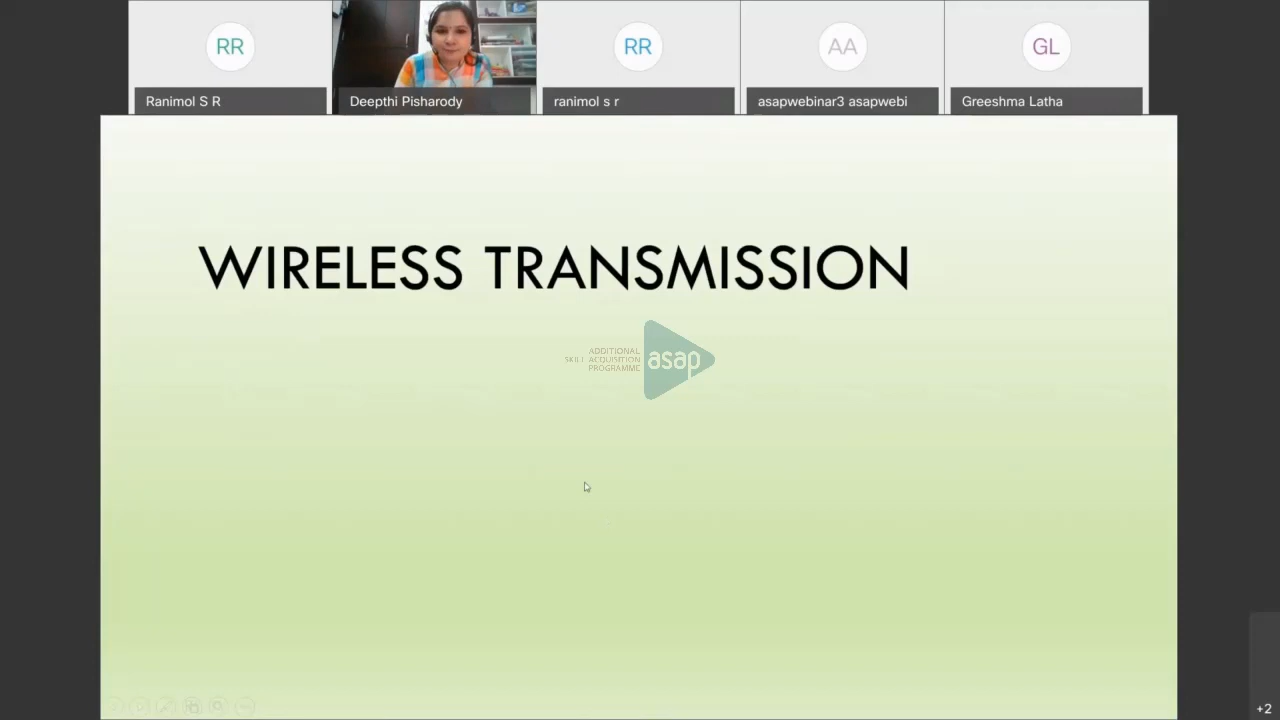 RR
RR
AA
GL
Ranimol S R
Deepthi Pisharody
ranimol s r
asapwebinar3 asapwebi
Greeshma Latha
WIRELESS TRANSMISSION
ADDITIONAL
SKILL ACQUISITION
PROGRAMME
asap
+2